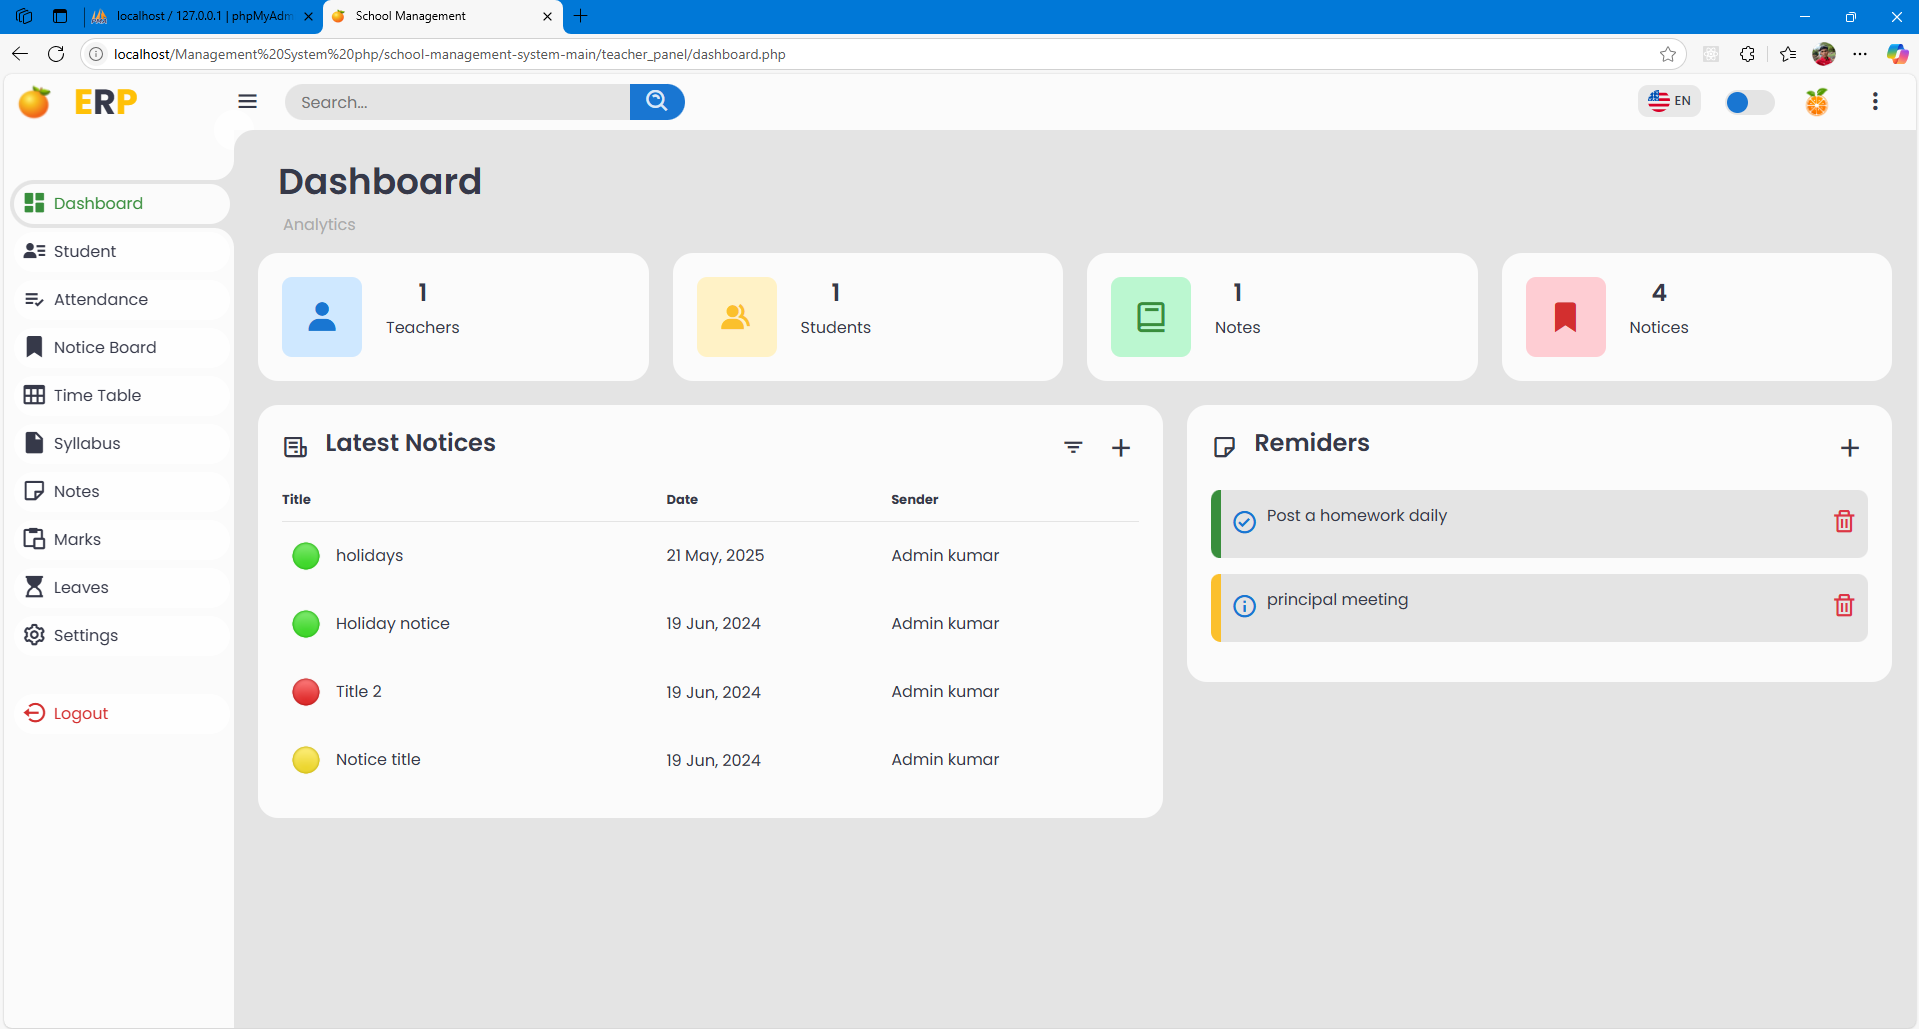 localhost / 127.0.0.1 | phpMyAdm
School Management
localhost/Management%20System%20php/school-management-system-main/teacher_panel/dashboard.php
ERP
Search...
EN
Dashboard
Student
Attendance
Notice Board
Time Table
Syllabus
Notes
Marks
Leaves
Settings
Logout
Dashboard
Analytics
1
Teachers
1
Students
1
Notes
4
Notices
Latest Notices
Title Date Sender
holidays 21 May, 2025 Admin kumar
Holiday notice 19 Jun, 2024 Admin kumar
Title 2 19 Jun, 2024 Admin kumar
Notice title 19 Jun, 2024 Admin kumar
Remiders
Post a homework daily
principal meeting